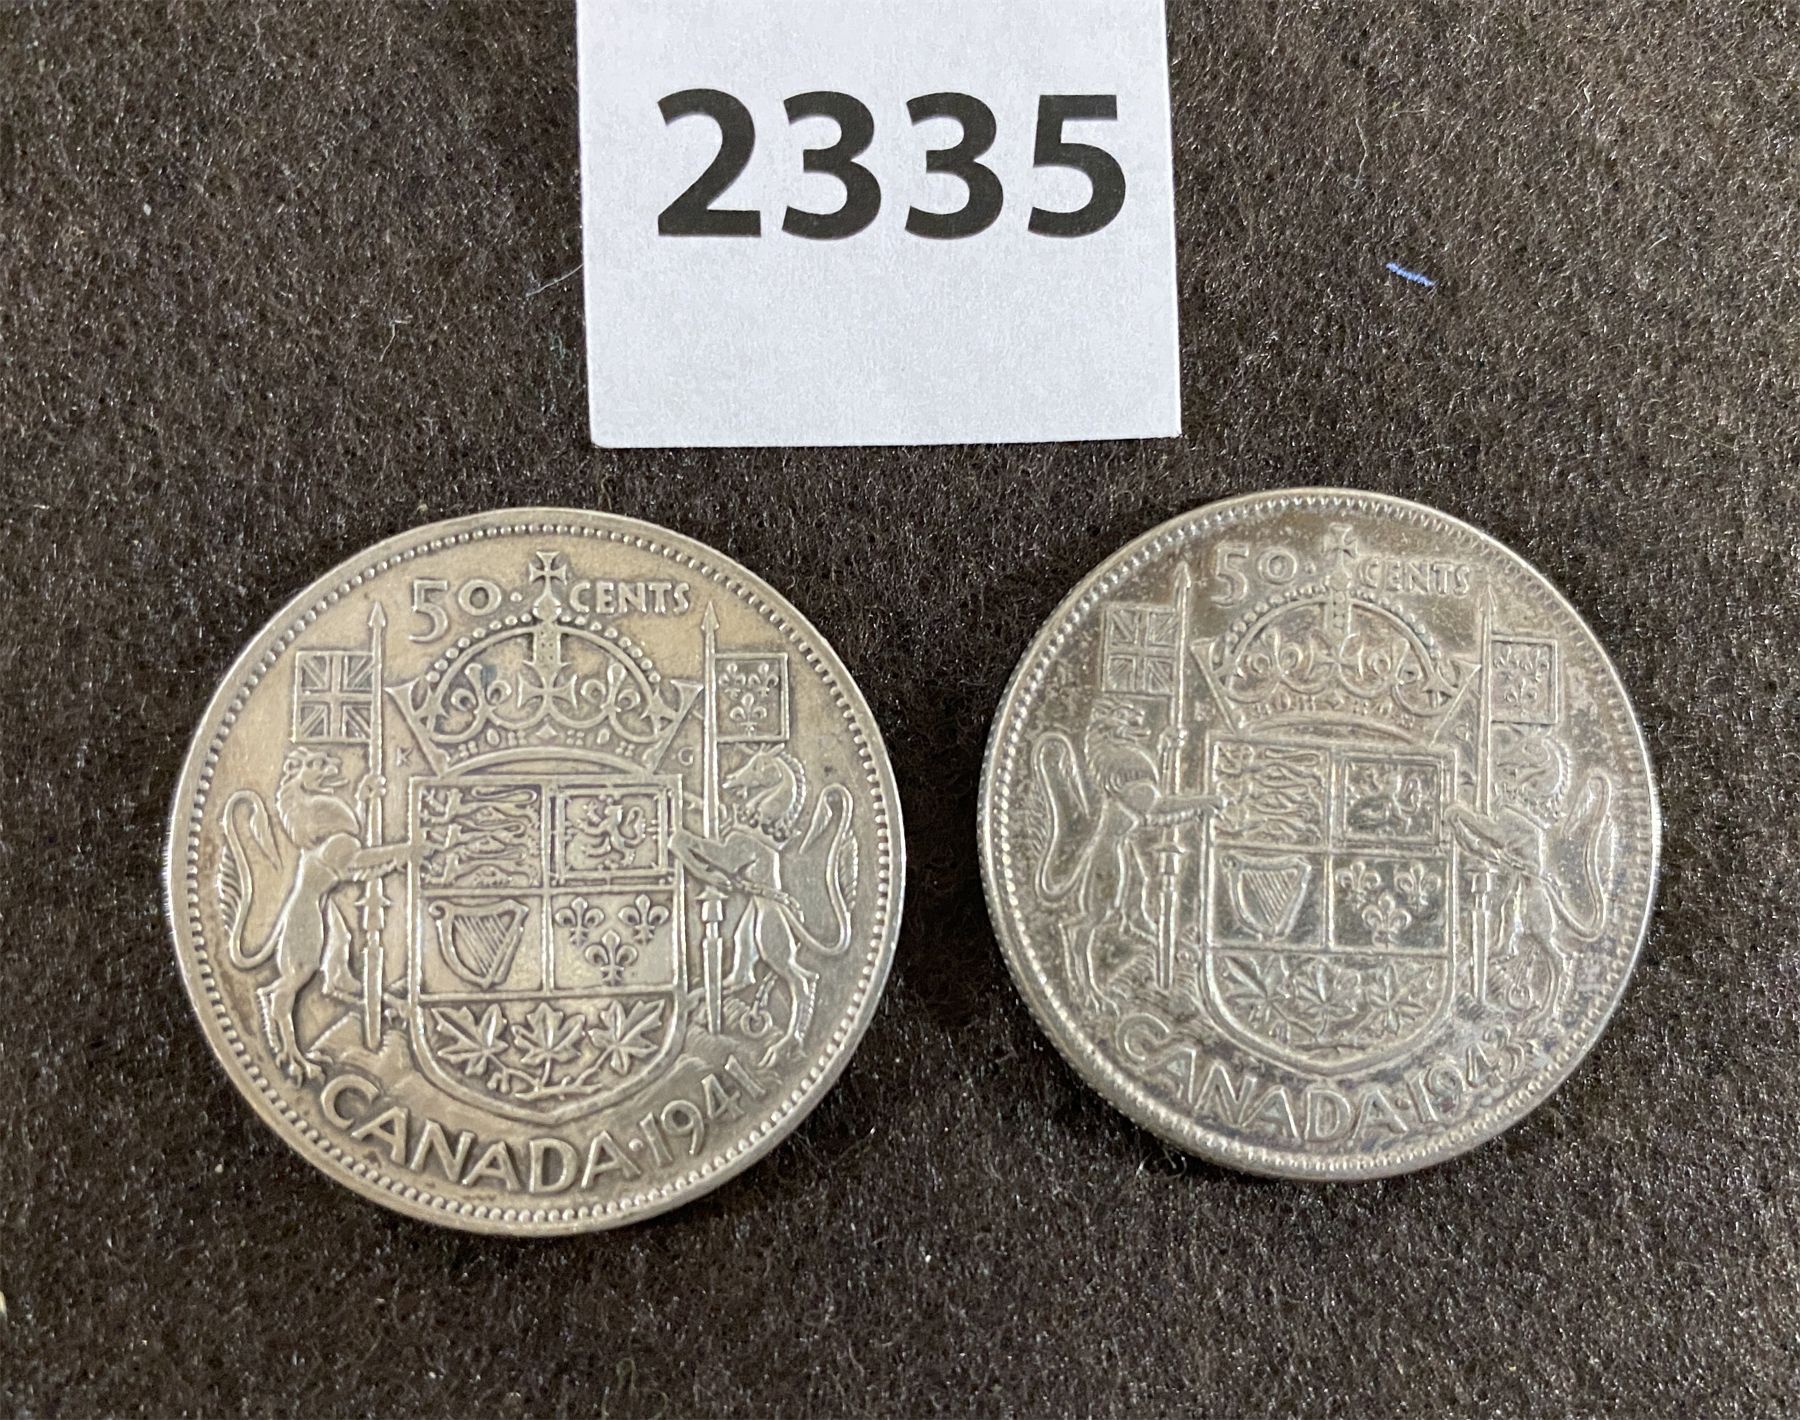 2335
50 · CENTS
K G
CANADA · 1941
50 · CENTS
CANADA · 1943